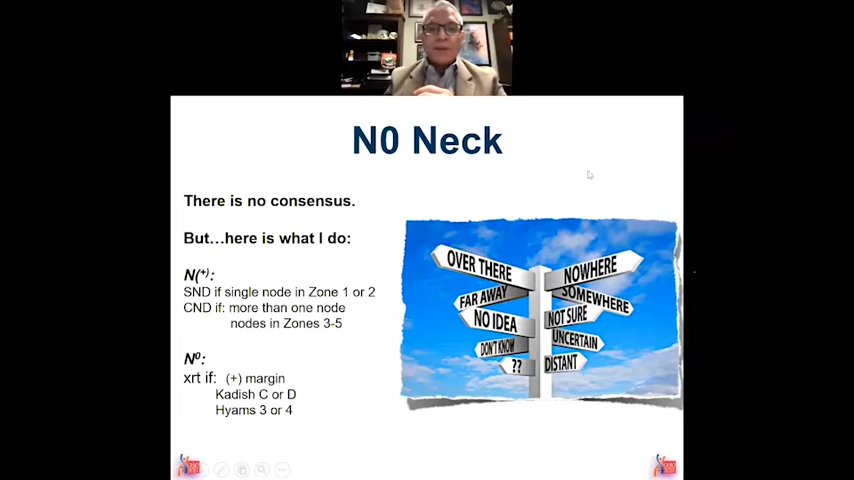 N0 Neck
There is no consensus.
But...here is what I do:
N(+):
SND if single node in Zone 1 or 2
CND if: more than one node
nodes in Zones 3-5
N0:
xrt if: (+) margin
Kadish C or D
Hyams 3 or 4
OVER THERE
NOWHERE
FAR AWAY
SOMEWHERE
NO IDEA
NOT SURE
DON'T KNOW
UNCERTAIN
??
DISTANT